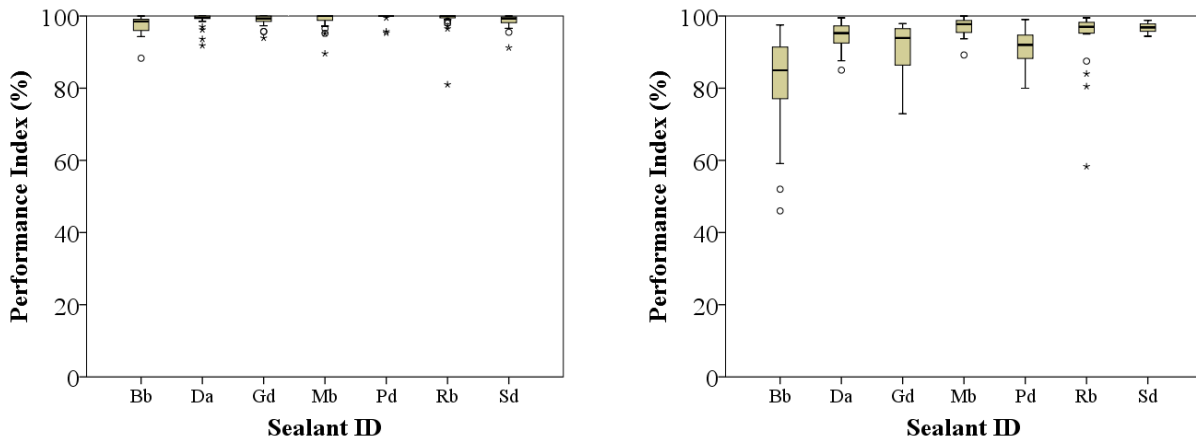 Performance Index (%)
100
80
60
40
20
0
Bb Da Gd Mb Pd Rb Sd
Sealant ID
Performance Index (%)
100
80
60
40
20
0
Bb Da Gd Mb Pd Rb Sd
Sealant ID